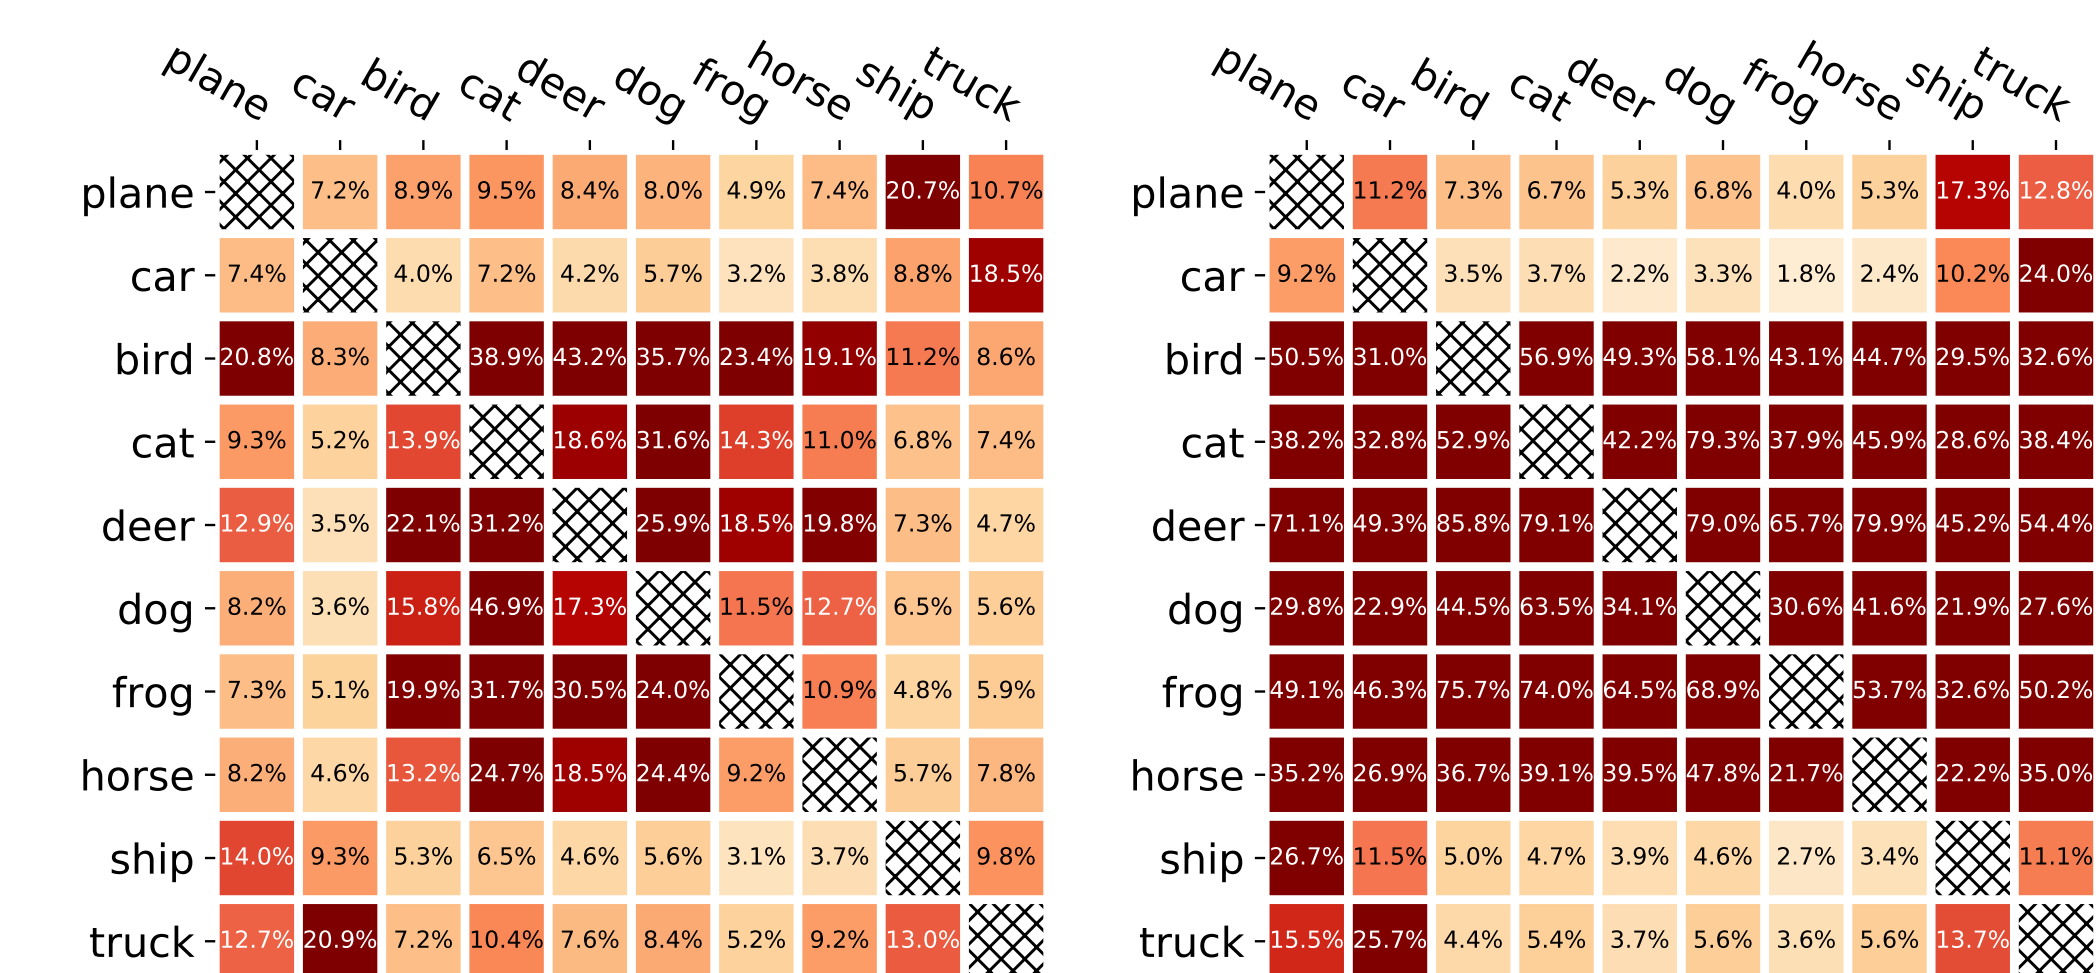 plane car bird cat deer dog frog horse ship truck
plane 7.2% 8.9% 9.5% 8.4% 8.0% 4.9% 7.4% 20.7% 10.7%
car 7.4% 4.0% 7.2% 4.2% 5.7% 3.2% 3.8% 8.8% 18.5%
bird 20.8% 8.3% 38.9% 43.2% 35.7% 23.4% 19.1% 11.2% 8.6%
cat 9.3% 5.2% 13.9% 18.6% 31.6% 14.3% 11.0% 6.8% 7.4%
deer 12.9% 3.5% 22.1% 31.2% 25.9% 18.5% 19.8% 7.3% 4.7%
dog 8.2% 3.6% 15.8% 46.9% 17.3% 11.5% 12.7% 6.5% 5.6%
frog 7.3% 5.1% 19.9% 31.7% 30.5% 24.0% 10.9% 4.8% 5.9%
horse 8.2% 4.6% 13.2% 24.7% 18.5% 24.4% 9.2% 5.7% 7.8%
ship 14.0% 9.3% 5.3% 6.5% 4.6% 5.6% 3.1% 3.7% 9.8%
truck 12.7% 20.9% 7.2% 10.4% 7.6% 8.4% 5.2% 9.2% 13.0%
plane car bird cat deer dog frog horse ship truck
plane 11.2% 7.3% 6.7% 5.3% 6.8% 4.0% 5.3% 17.3% 12.8%
car 9.2% 3.5% 3.7% 2.2% 3.3% 1.8% 2.4% 10.2% 24.0%
bird 50.5% 31.0% 56.9% 49.3% 58.1% 43.1% 44.7% 29.5% 32.6%
cat 38.2% 32.8% 52.9% 42.2% 79.3% 37.9% 45.9% 28.6% 38.4%
deer 71.1% 49.3% 85.8% 79.1% 79.0% 65.7% 79.9% 45.2% 54.4%
dog 29.8% 22.9% 44.5% 63.5% 34.1% 30.6% 41.6% 21.9% 27.6%
frog 49.1% 46.3% 75.7% 74.0% 64.5% 68.9% 53.7% 32.6% 50.2%
horse 35.2% 26.9% 36.7% 39.1% 39.5% 47.8% 21.7% 22.2% 35.0%
ship 26.7% 11.5% 5.0% 4.7% 3.9% 4.6% 2.7% 3.4% 11.1%
truck 15.5% 25.7% 4.4% 5.4% 3.7% 5.6% 3.6% 5.6% 13.7%